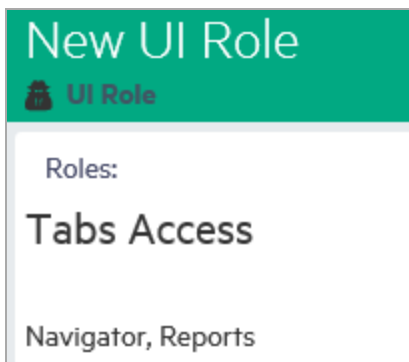 New UI Role
UI Role
Roles:
Tabs Access
Navigator, Reports